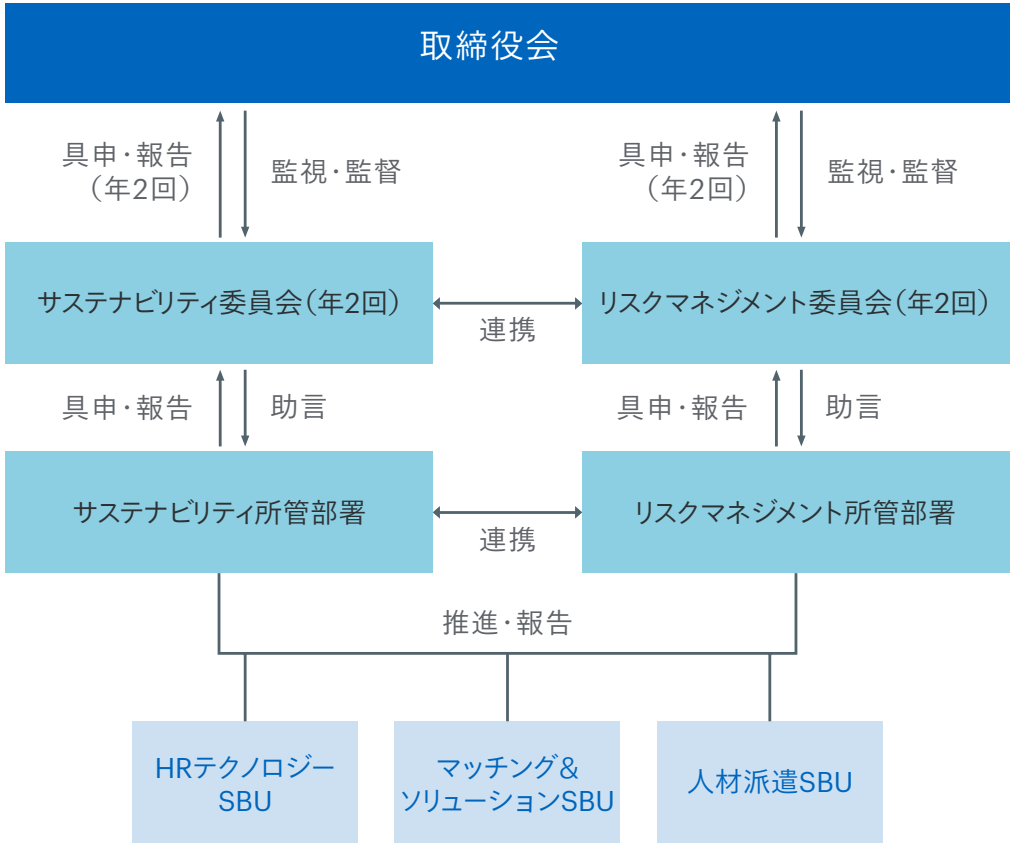 取締役会
具申・報告
（年2回）
監視・監督
具申・報告
（年2回）
監視・監督
サステナビリティ委員会（年2回）
連携
リスクマネジメント委員会（年2回）
具申・報告
助言
具申・報告
助言
サステナビリティ所管部署
連携
リスクマネジメント所管部署
推進・報告
HRテクノロジー
SBU
マッチング&
ソリューションSBU
人材派遣SBU